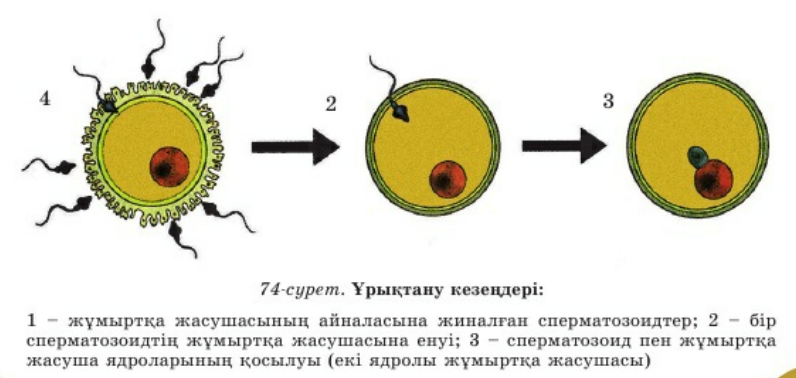 4
2
3
74-сурет. Ұрықтану кезеңдері:
1 – жұмыртқа жасушасының айналасына жиналған сперматозоидтер; 2 – бір
сперматозоидтің жұмыртқа жасушасына енуі; 3 – сперматозоид пен жұмыртқа
жасуша ядроларының қосылуы (екі ядролы жұмыртқа жасушасы)